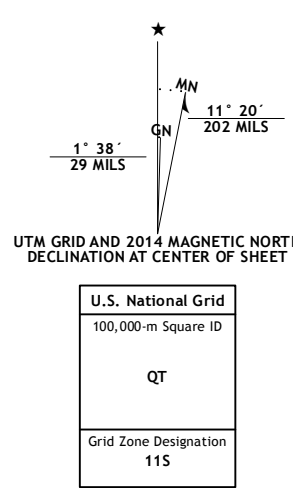 ★
MN
GN
11° 20´
202 MILS
1° 38´
29 MILS
UTM GRID AND 2014 MAGNETIC NORT
DECLINATION AT CENTER OF SHEET
U.S. National Grid
100,000-m Square ID
QT
Grid Zone Designation
11S